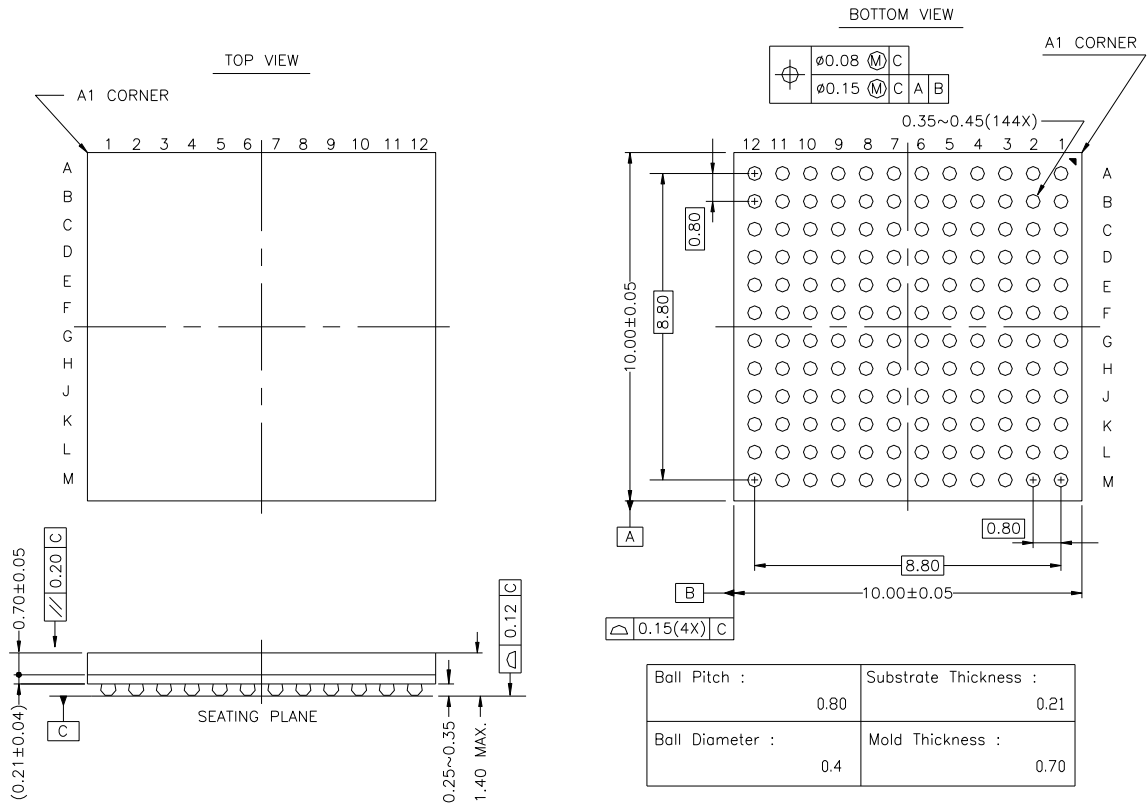 BOTTOM VIEW
A1 CORNER
TOP VIEW
A1 CORNER
ø0.08 Ⓜ C
ø0.15 Ⓜ C A B
0.35~0.45(144X)
1 2 3 4 5 6 7 8 9 10 11 12
A
B
C
D
E
F
G
H
J
K
L
M
12 11 10 9 8 7 6 5 4 3 2 1
A
B
C
D
E
F
G
H
J
K
L
M
0.80
8.80
10.00±0.05
A
0.80
8.80
B
10.00±0.05
0.15(4X) C
0.70±0.05
// 0.20 C
0.12 C
(0.21±0.04)
C
SEATING PLANE
0.25~0.35
1.40 MAX.
Ball Pitch :
0.80
Substrate Thickness :
0.21
Ball Diameter :
0.4
Mold Thickness :
0.70